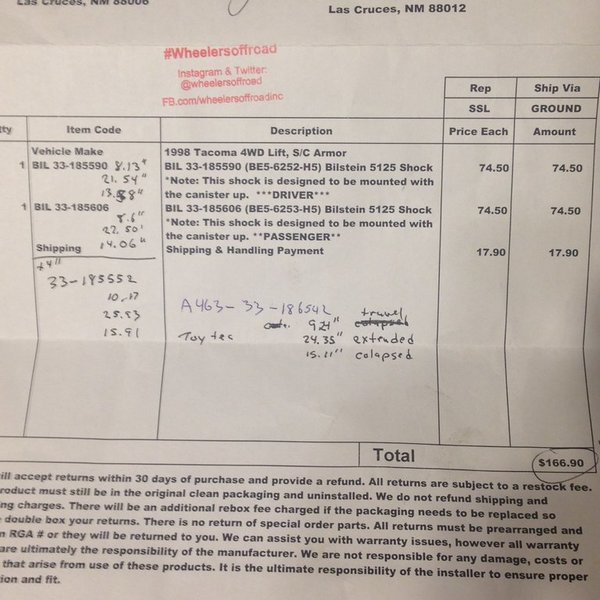 Las Cruces, NM 88006
Las Cruces, NM 88012
#Wheelersoffroad
Instagram & Twitter:
@wheelersoffroad
FB.com/wheelersoffroadinc
Rep Ship Via
SSL GROUND
ty Item Code Description Price Each Amount
Vehicle Make 1998 Tacoma 4WD Lift, S/C Armor
1 BIL 33-185590 8.13" BIL 33-185590 (BE5-6252-H5) Bilstein 5125 Shock 74.50 74.50
21.54" *Note: This shock is designed to be mounted with
13.58" the canister up. ***DRIVER***
1 BIL 33-185606 BIL 33-185606 (BE5-6253-H5) Bilstein 5125 Shock 74.50 74.50
8.6" *Note: This shock is designed to be mounted with
22.50' the canister up. **PASSENGER**
Shipping 14.06" Shipping & Handling Payment 17.90 17.90
±4"
33-185552
10.17
25.53
15.91
A463-33-186542
travel
9.24" colapsed
Toytec 24.35" extended
15.11" colapsed
Total $166.90
ill accept returns within 30 days of purchase and provide a refund. All returns are subject to a restock fee.
roduct must still be in the original clean packaging and uninstalled. We do not refund shipping and
ing charges. There will be an additional rebox fee charged if the packaging needs to be replaced so
double box your returns. There is no return of special order parts. All returns must be prearranged and
n RGA # or they will be returned to you. We can assist you with warranty issues, however all warranty
are ultimately the responsibility of the manufacturer. We are not responsible for any damage, costs or
that arise from use of these products. It is the ultimate responsibility of the installer to ensure proper
tion and fit.